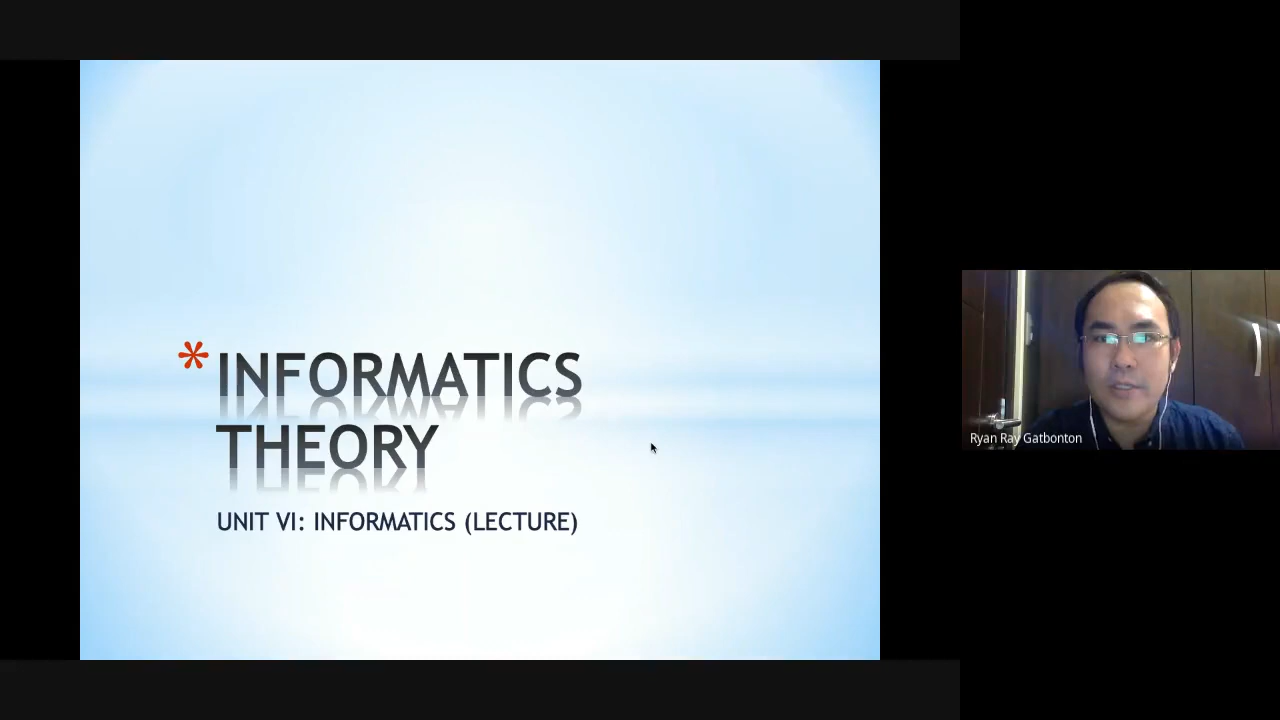 * INFORMATICS
THEORY
UNIT VI: INFORMATICS (LECTURE)
Ryan Ray Gatbonton